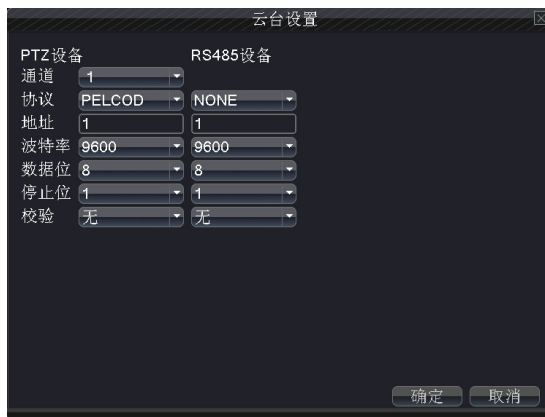 云台设置
PTZ设备 RS485设备
通道 1
协议 PELCOD NONE
地址 1 1
波特率 9600 9600
数据位 8 8
停止位 1 1
校验 无 无
确定 取消